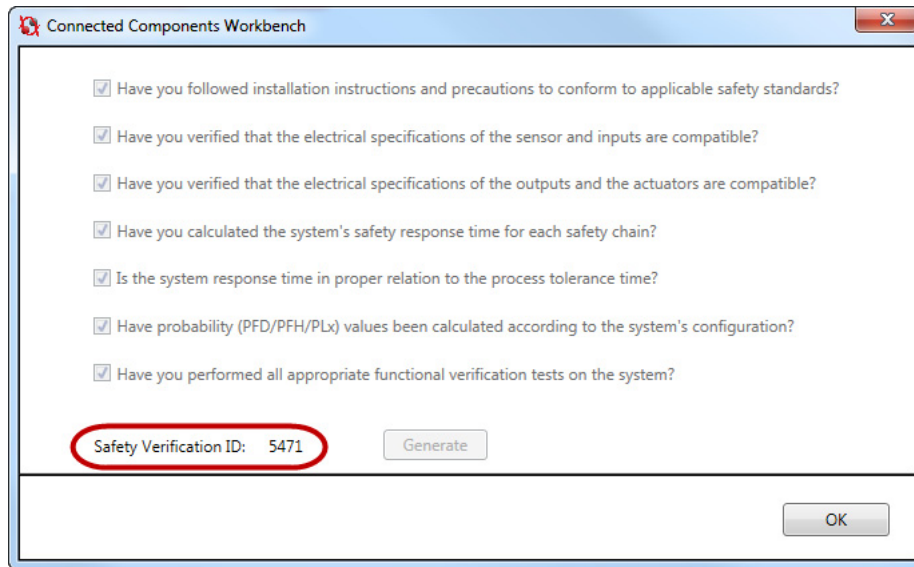 Connected Components Workbench
Have you followed installation instructions and precautions to conform to applicable safety standards?
Have you verified that the electrical specifications of the sensor and inputs are compatible?
Have you verified that the electrical specifications of the outputs and the actuators are compatible?
Have you calculated the system's safety response time for each safety chain?
Is the system response time in proper relation to the process tolerance time?
Have probability (PFD/PFH/PLx) values been calculated according to the system's configuration?
Have you performed all appropriate functional verification tests on the system?
Safety Verification ID: 5471 Generate
OK